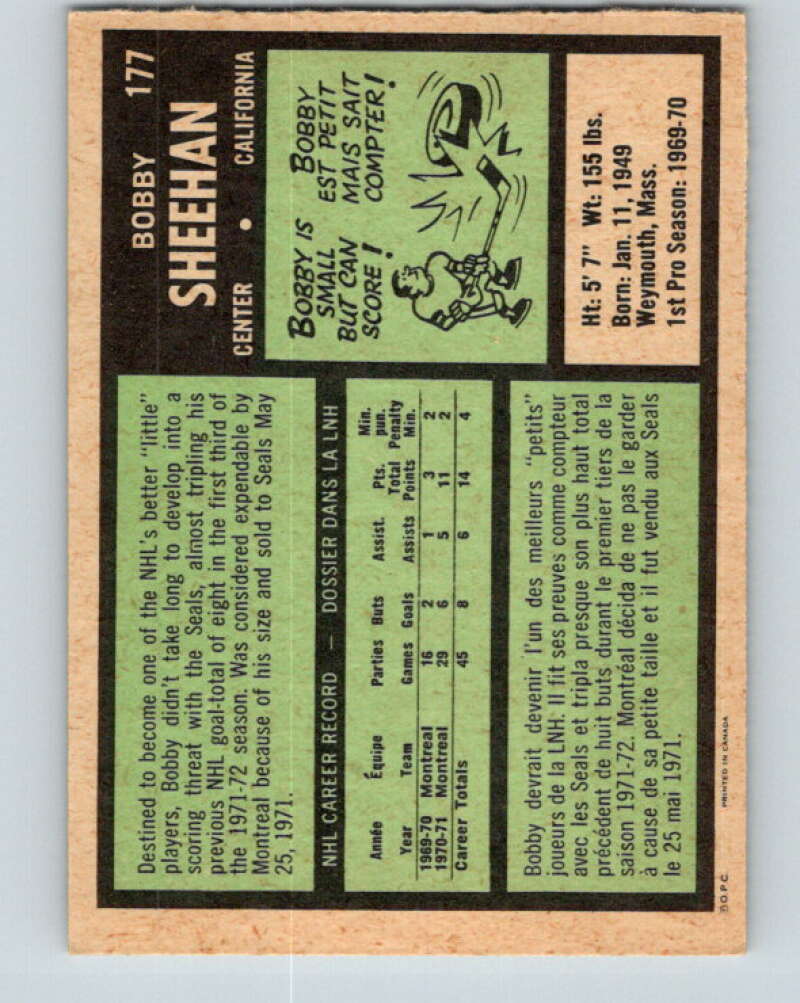 BOBBY 177
SHEEHAN
CENTER • CALIFORNIA
Destined to become one of the NHL's better "little"
players, Bobby didn't take long to develop into a
scoring threat with the Seals, almost tripling his
previous NHL goal-total of eight in the first third of
the 1971-72 season. Was considered expendable by
Montreal because of his size and sold to Seals May
25, 1971.
BOBBY IS
SMALL
BUT CAN
SCORE!
BOBBY
EST PETIT
MAIS SAIT
COMPTER!
NHL CAREER RECORD — DOSSIER DANS LA LNH
Année Équipe Parties Buts Assist. Pts. Total Min. pun. Penalty
Year Team Games Goals Assists Points Min.
1969-70 Montreal 16 2 1 3 2
1970-71 Montreal 29 6 5 11 2
Career Totals 45 8 6 14 4
Ht: 5' 7" Wt: 155 lbs.
Born: Jan. 11, 1949
Weymouth, Mass.
1st Pro Season: 1969-70
Bobby devrait devenir l'un des meilleurs "petits"
joueurs de la LNH. Il fit ses preuves comme compteur
avec les Seals et tripla presque son plus haut total
précédent de huit buts durant le premier tiers de la
saison 1971-72. Montréal décida de ne pas le garder
à cause de sa petite taille et il fut vendu aux Seals
le 25 mai 1971.
© O.P.C. PRINTED IN CANADA